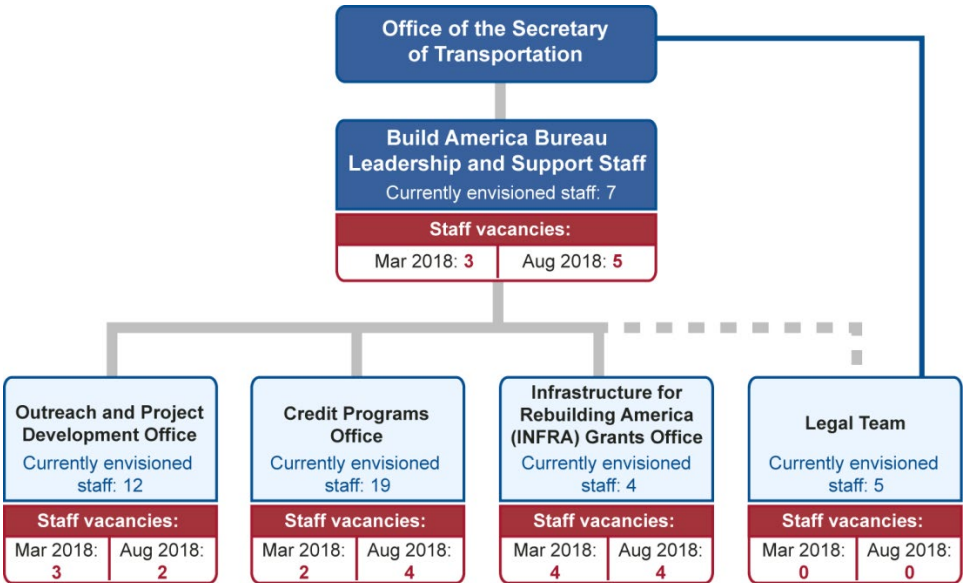 Office of the Secretary
of Transportation
Build America Bureau
Leadership and Support Staff
Currently envisioned staff: 7
Staff vacancies:
Mar 2018: 3
Aug 2018: 5
Outreach and Project
Development Office
Currently envisioned
staff: 12
Staff vacancies:
Mar 2018:
3
Aug 2018:
2
Credit Programs
Office
Currently envisioned
staff: 19
Staff vacancies:
Mar 2018:
2
Aug 2018:
4
Infrastructure for
Rebuilding America
(INFRA) Grants Office
Currently envisioned
staff: 4
Staff vacancies:
Mar 2018:
4
Aug 2018:
4
Legal Team
Currently envisioned
staff: 5
Staff vacancies:
Mar 2018:
0
Aug 2018:
0